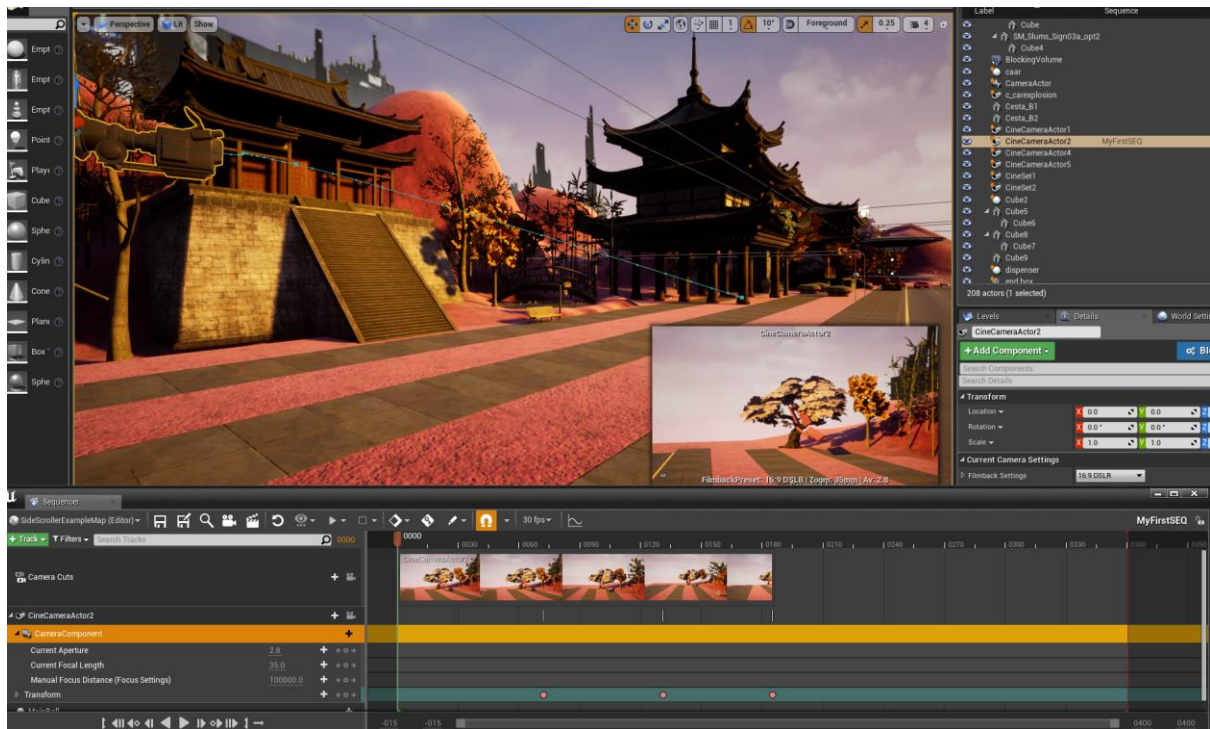 Perspective Lit Show 10° Foreground 0.25 4
Label Sequence
Cube
SM_Slums_Sign03a_opt2
Cube4
BlockingVolume
caar
CameraActor
c_carexplosion
Cesta_B1
Cesta_B2
CineCameraActor1
CineCameraActor2 MyFirstSEQ
CineCameraActor4
CineCameraActor5
CineSet1
CineSet2
Cube2
Cube5
Cube6
Cube8
Cube7
Cube9
dispenser
end box
208 actors (1 selected)
Empt
Empt
Empt
Point
Playe
Cube
Sphe
Cylin
Cone
Plane
Box
Sphe
Levels Details World Setti
CineCameraActor2
+Add Component
Search Components
Search Details
Transform
Location X 0.0 Y 0.0 Z
Rotation X 0.0° Y 0.0° Z
Scale X 1.0 Y 1.0 Z
Current Camera Settings
Filmback Settings 16:9 DSLR
CineCameraActor2
FilmbackPreset: 16:9 DSLR | Zoom: 35mm | Av: 2.8
Sequencer
SideScrollerExampleMap (Editor) 30 fps MyFirstSEQ
+ Track Filters Search Tracks 0000
0000 0030 0060 0090 0120 0150 0180 0210 0240 0270 0300 0330 0360 0390
Camera Cuts
CineCameraActor2
CineCameraActor2
CameraComponent
Current Aperture 2.8
Current Focal Length 35.0
Manual Focus Distance (Focus Settings) 100000.0
Transform
MainBall
-015 -015 0400 0400